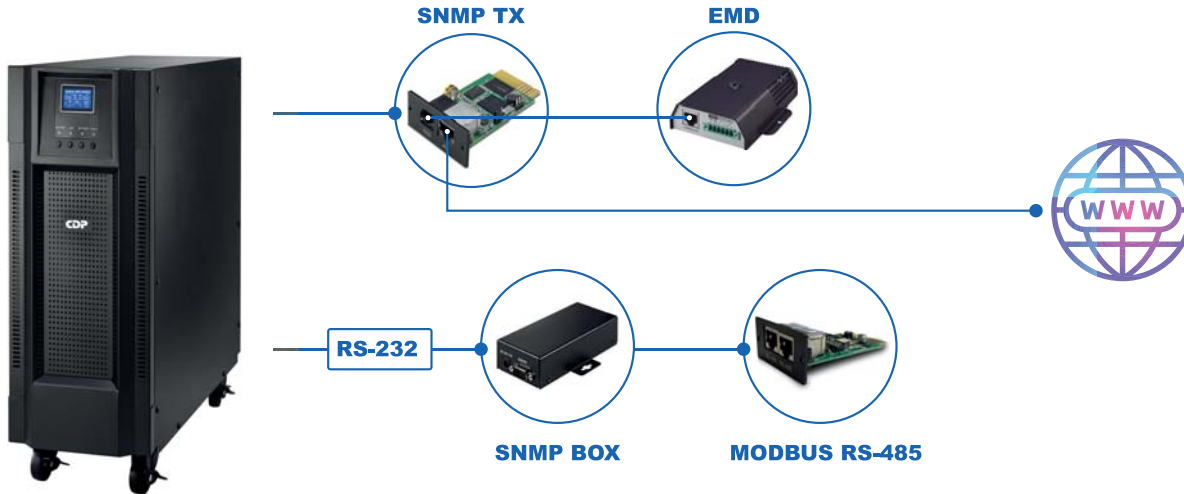 SNMP TX
EMD
CDP
WWW
RS-232
SNMP BOX
MODBUS RS-485